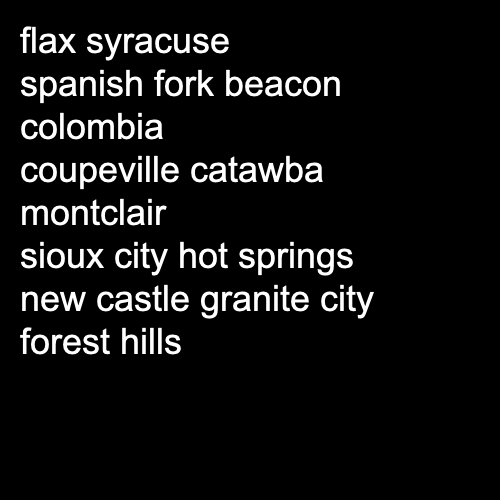 flax syracuse
spanish fork beacon
colombia
coupeville catawba
montclair
sioux city hot springs
new castle granite city
forest hills